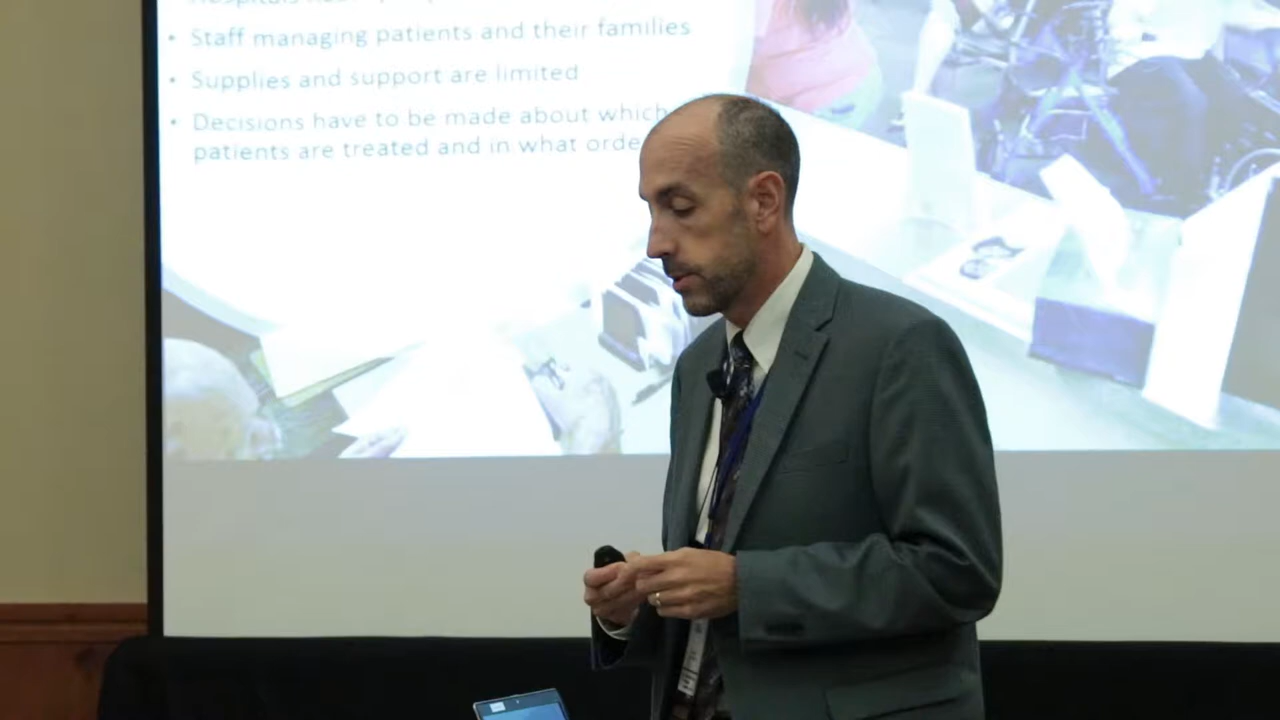 Hospitals
• Staff managing patients and their families
• Supplies and support are limited
• Decisions have to be made about which
patients are treated and in what orde